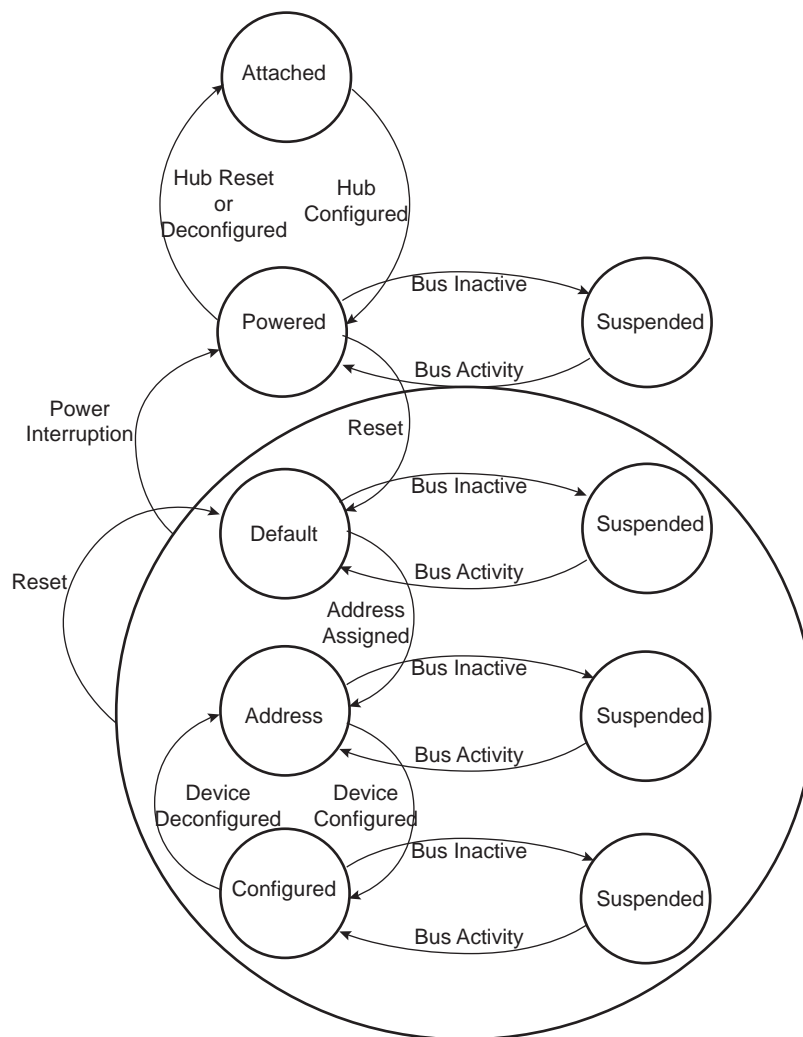 Attached
Hub Reset
or
Deconfigured
Hub
Configured
Powered
Bus Inactive
Suspended
Bus Activity
Power
Interruption
Reset
Default
Bus Inactive
Suspended
Bus Activity
Reset
Address
Assigned
Address
Bus Inactive
Suspended
Bus Activity
Device
Deconfigured
Device
Configured
Configured
Bus Inactive
Suspended
Bus Activity